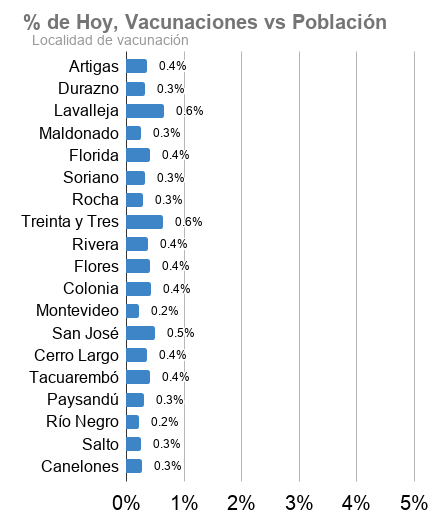 % de Hoy, Vacunaciones vs Población
Localidad de vacunación
Artigas 0.4%
Durazno 0.3%
Lavalleja 0.6%
Maldonado 0.3%
Florida 0.4%
Soriano 0.3%
Rocha 0.3%
Treinta y Tres 0.6%
Rivera 0.4%
Flores 0.4%
Colonia 0.4%
Montevideo 0.2%
San José 0.5%
Cerro Largo 0.4%
Tacuarembó 0.4%
Paysandú 0.3%
Río Negro 0.2%
Salto 0.3%
Canelones 0.3%
0% 1% 2% 3% 4% 5%